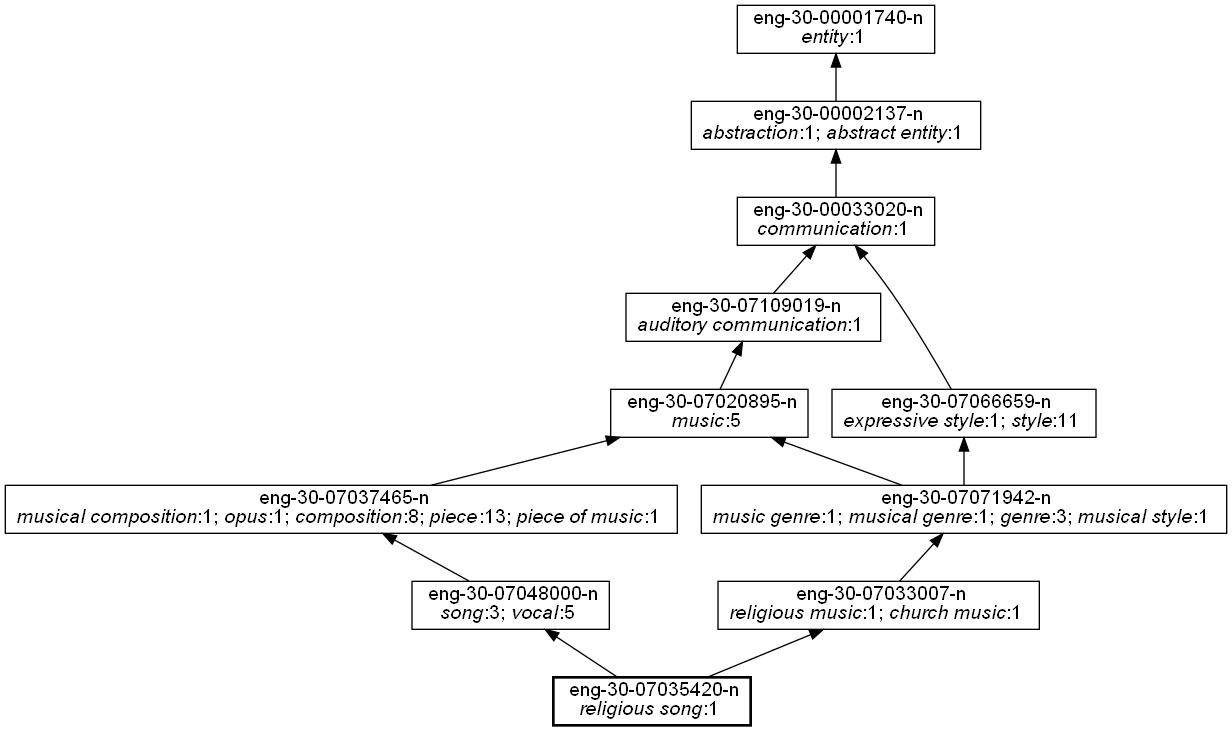 eng-30-00001740-n
entity:1
eng-30-00002137-n
abstraction:1; abstract entity:1
eng-30-00033020-n
communication:1
eng-30-07109019-n
auditory communication:1
eng-30-07020895-n
music:5
eng-30-07066659-n
expressive style:1; style:11
eng-30-07037465-n
musical composition:1; opus:1; composition:8; piece:13; piece of music:1
eng-30-07071942-n
music genre:1; musical genre:1; genre:3; musical style:1
eng-30-07048000-n
song:3; vocal:5
eng-30-07033007-n
religious music:1; church music:1
eng-30-07035420-n
religious song:1